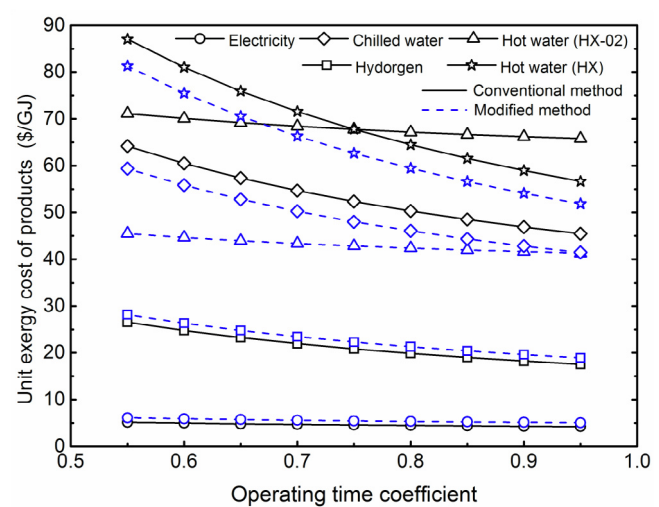 90
80
70
60
50
40
30
20
10
0
0.5 0.6 0.7 0.8 0.9 1.0
Unit exergy cost of products ($/GJ)
Operating time coefficient
Electricity Chilled water Hot water (HX-02)
Hydorgen Hot water (HX)
Conventional method
Modified method